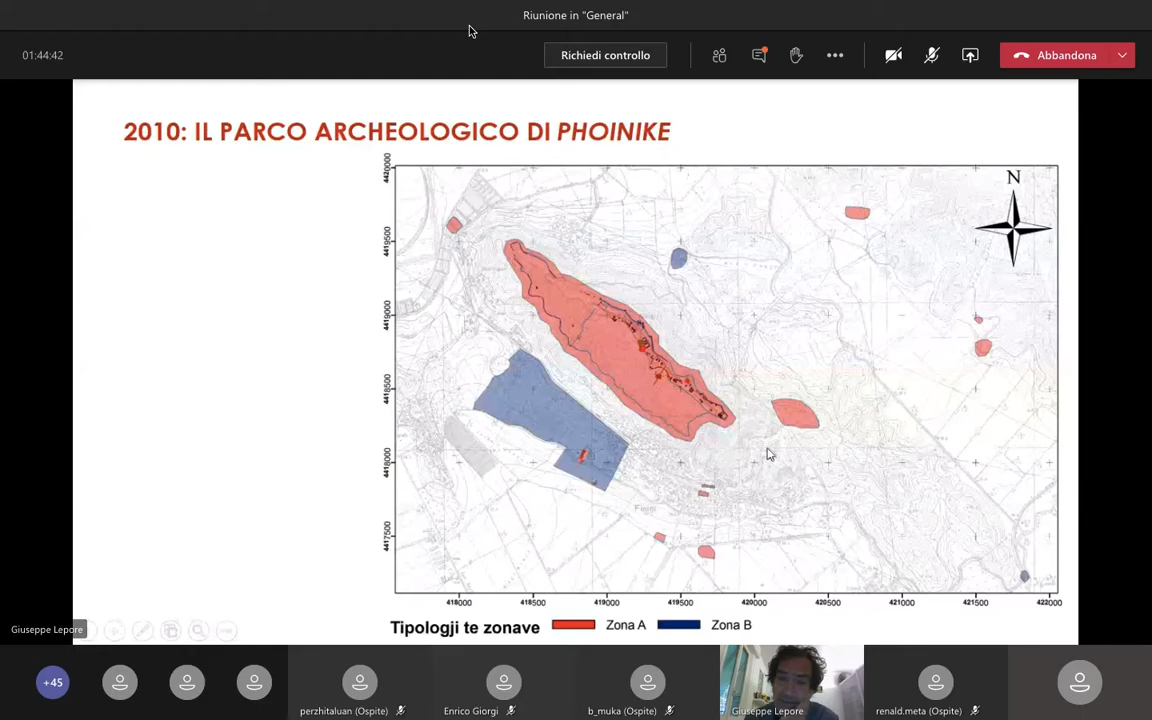 Riunione in "General"
01:44:42
Richiedi controllo
Abbandona
2010: IL PARCO ARCHEOLOGICO DI PHOINIKE
N
4420000
4419500
4419000
4418500
4418000
4417500
Finiq
418000 418500 419000 419500 420000 420500 421000 421500 422000
Tipologji te zonave Zona A Zona B
Giuseppe Lepore
+45
perzhitaluan (Ospite)
Enrico Giorgi
b_muka (Ospite)
Giuseppe Lepore
renald.meta (Ospite)